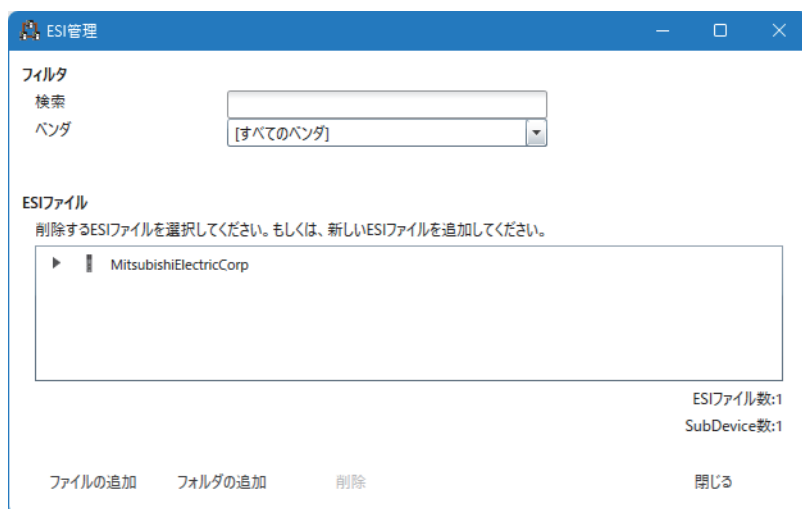 ESI管理
フィルタ
検索
ベンダ [すべてのベンダ]
ESIファイル
削除するESIファイルを選択してください。もしくは、新しいESIファイルを追加してください。
MitsubishiElectricCorp
ESIファイル数:1
SubDevice数:1
ファイルの追加 フォルダの追加 削除 閉じる